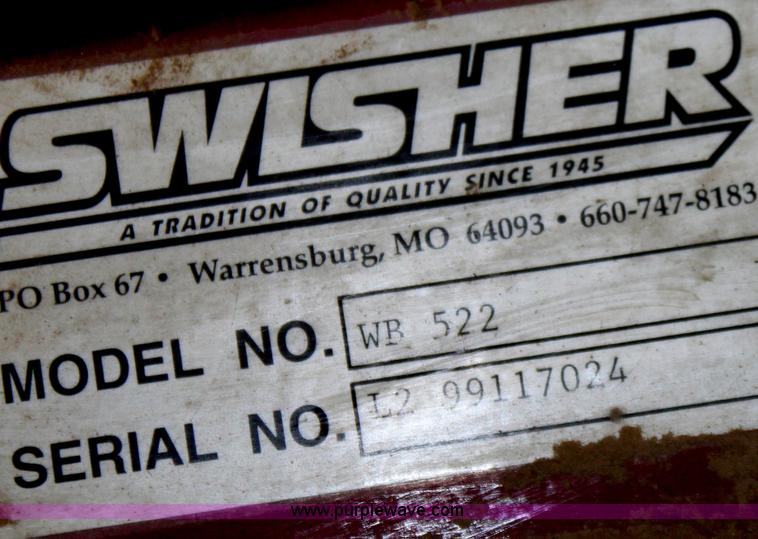 SWISHER
A TRADITION OF QUALITY SINCE 1945
PO Box 67 • Warrensburg, MO 64093 • 660-747-8183
MODEL NO. WB 522
SERIAL NO. L2 99117024
www.purplewave.com